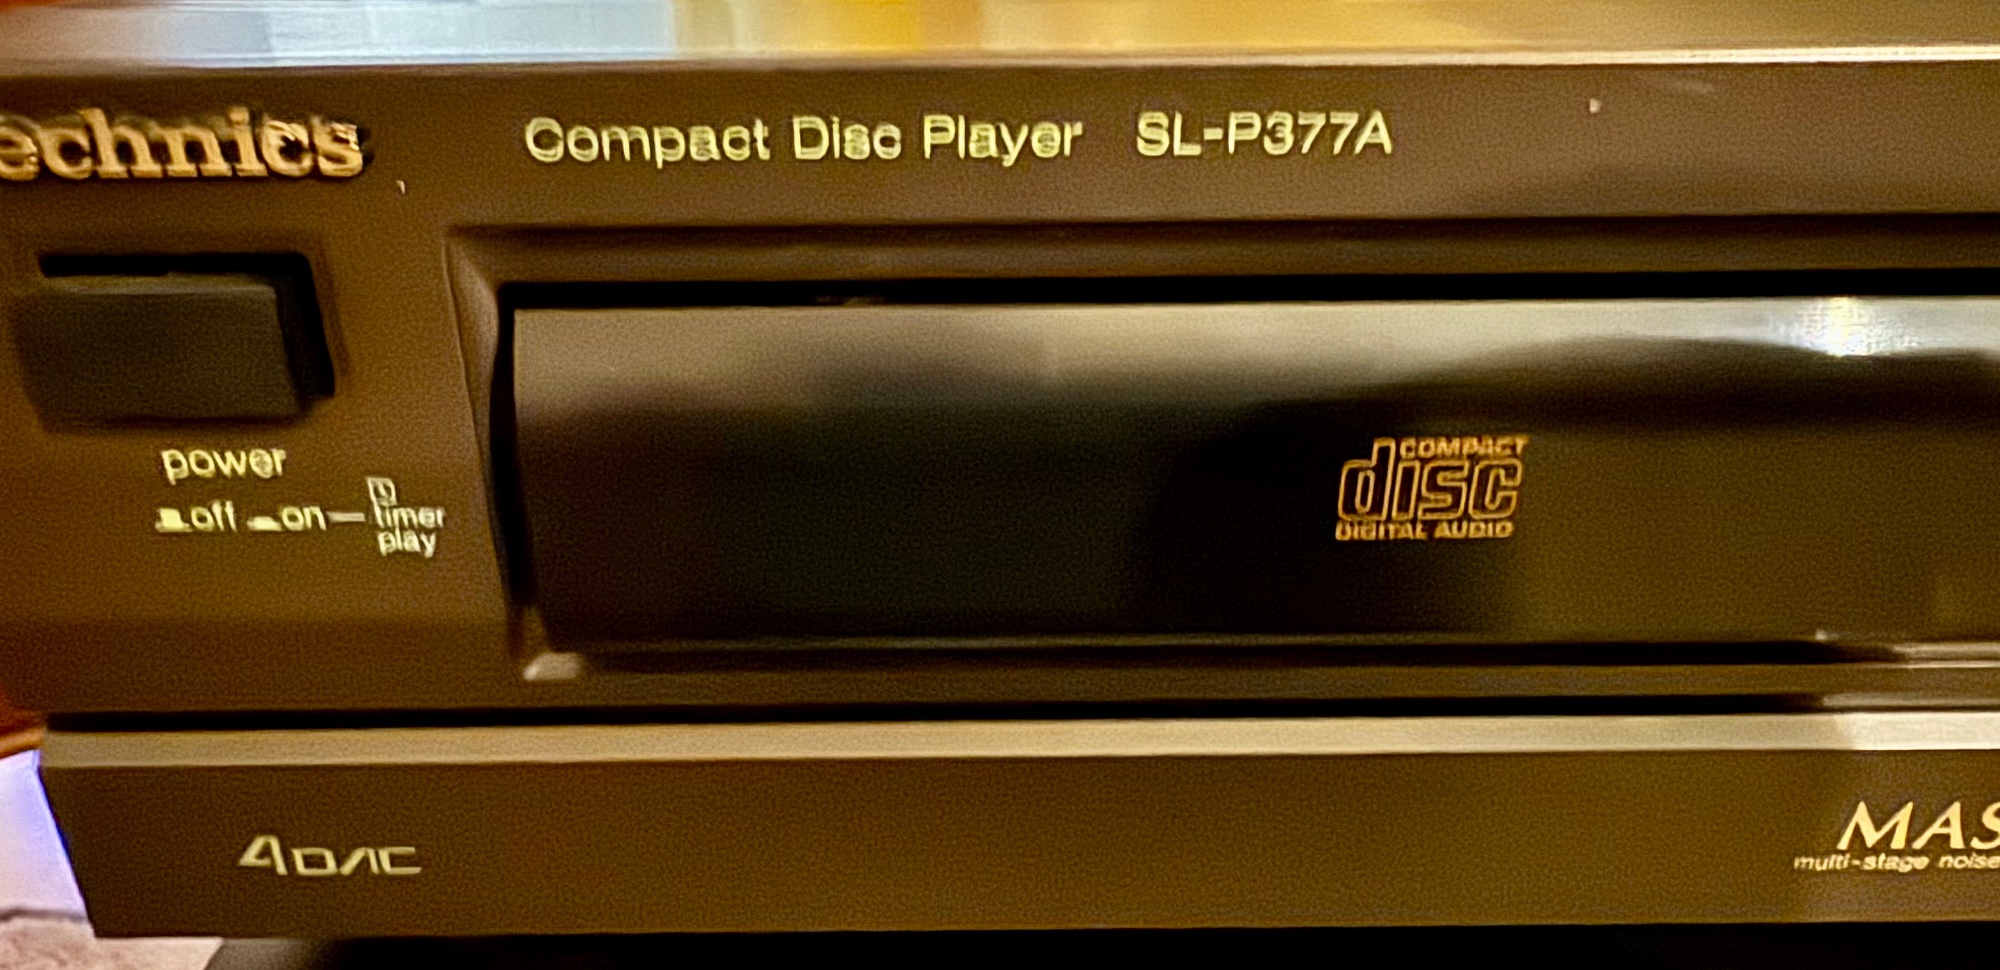 echnics
Compact Disc Player SL-P377A
power
off on timer
play
COMPACT
disc
DIGITAL AUDIO
4DAC
MAS
multi-stage noise